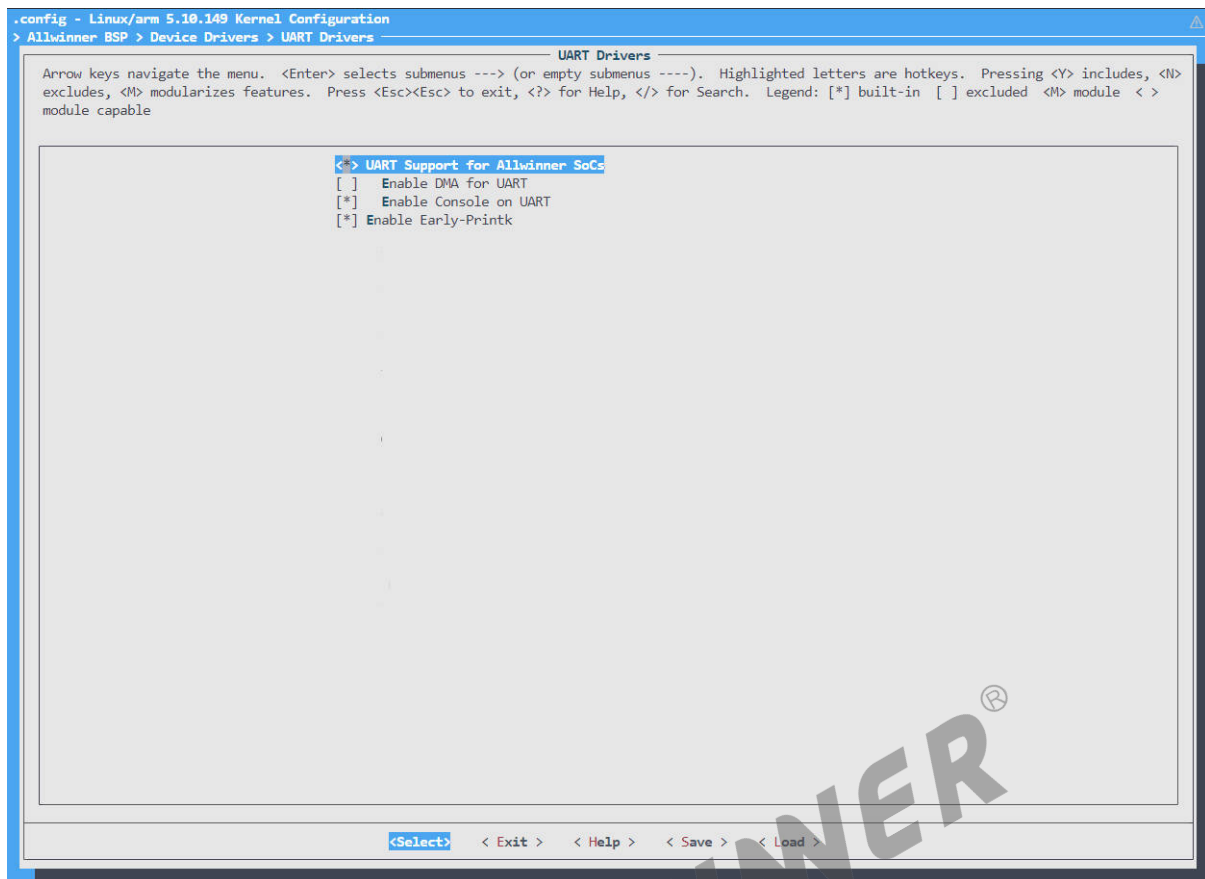 .config - Linux/arm 5.10.149 Kernel Configuration
> Allwinner BSP > Device Drivers > UART Drivers
UART Drivers
Arrow keys navigate the menu. <Enter> selects submenus ---> (or empty submenus ----). Highlighted letters are hotkeys. Pressing <Y> includes, <N>
excludes, <M> modularizes features. Press <Esc><Esc> to exit, <?> for Help, </> for Search. Legend: [*] built-in [ ] excluded <M> module < >
module capable
<*> UART Support for Allwinner SoCs
[ ] Enable DMA for UART
[*] Enable Console on UART
[*] Enable Early-Printk
<Select> < Exit > < Help > < Save > < Load >
®